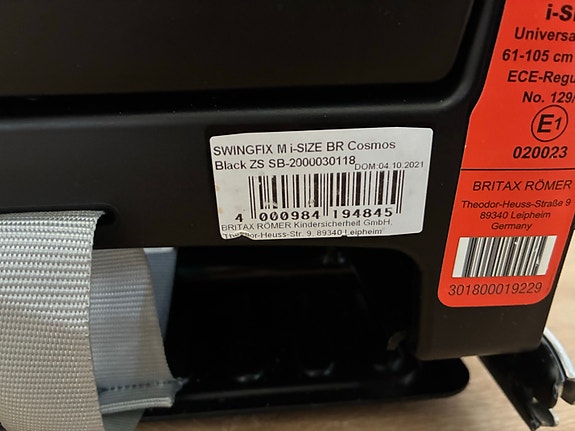 SWINGFIX M i-SIZE BR Cosmos
Black ZS SB-2000030118
DOM:04.10.2021
4 000984 194845
BRITAX RÖMER Kindersicherheit GmbH,
Theodor-Heuss-Str. 9, 89340 Leipheim
Universa
61-105 cm
ECE-Regu
No. 129/
E1
020023
BRITAX RÖMER
Theodor-Heuss-Straße 9
89340 Leipheim
Germany
301800019229